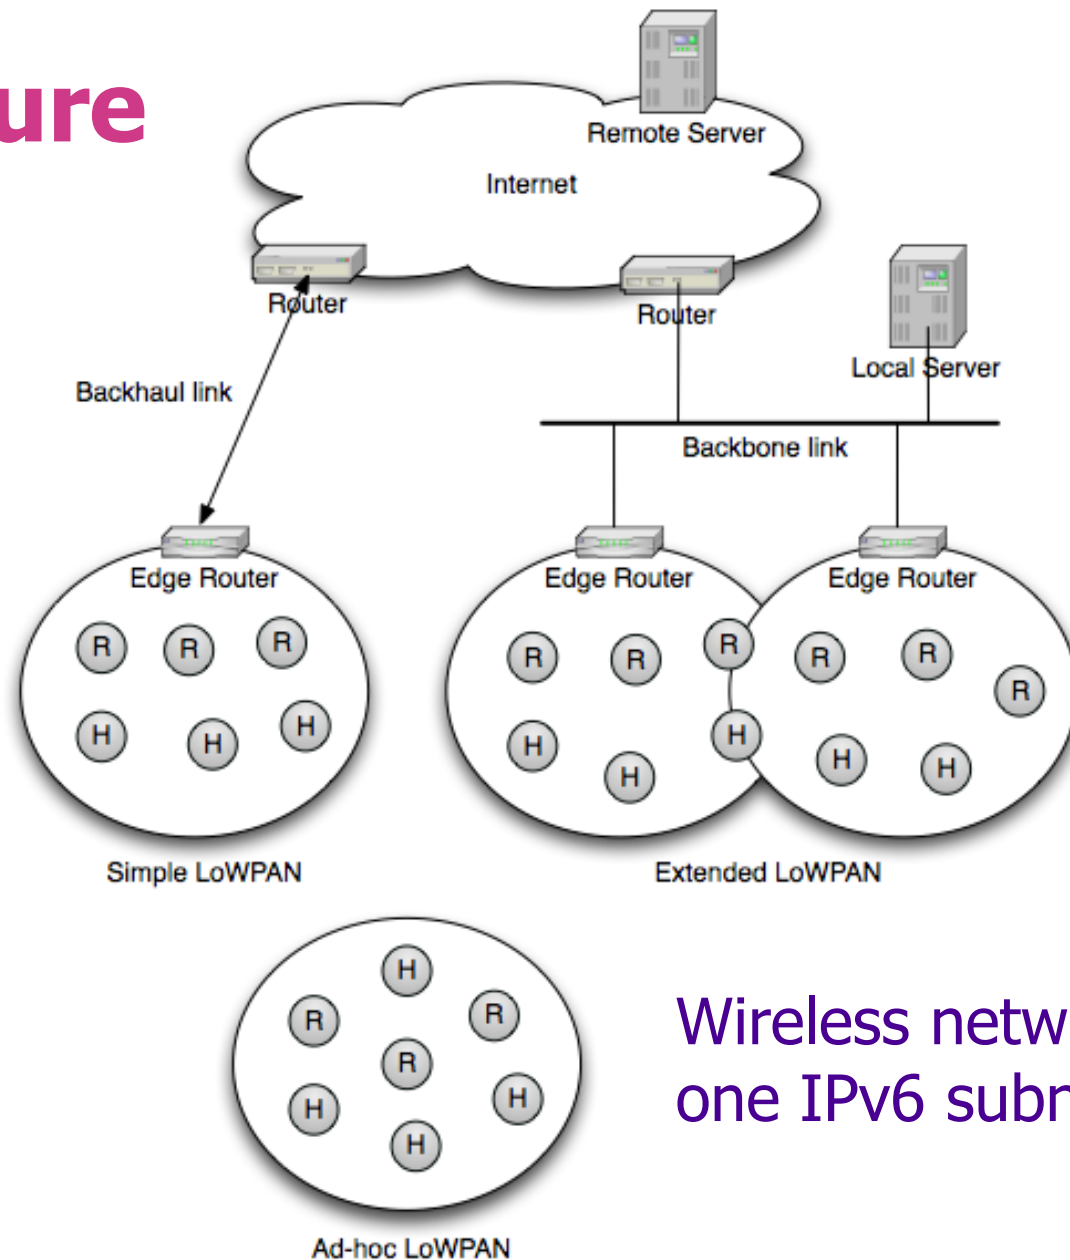 ure
Remote Server
Internet
Router
Router
Local Server
Backhaul link
Backbone link
Edge Router
Edge Router
Edge Router
R R R
R R R R R R
H H H
H H H H H
Simple LoWPAN
Extended LoWPAN
H
R R
R
H H
H
Wireless netw
one IPv6 subr
Ad-hoc LoWPAN